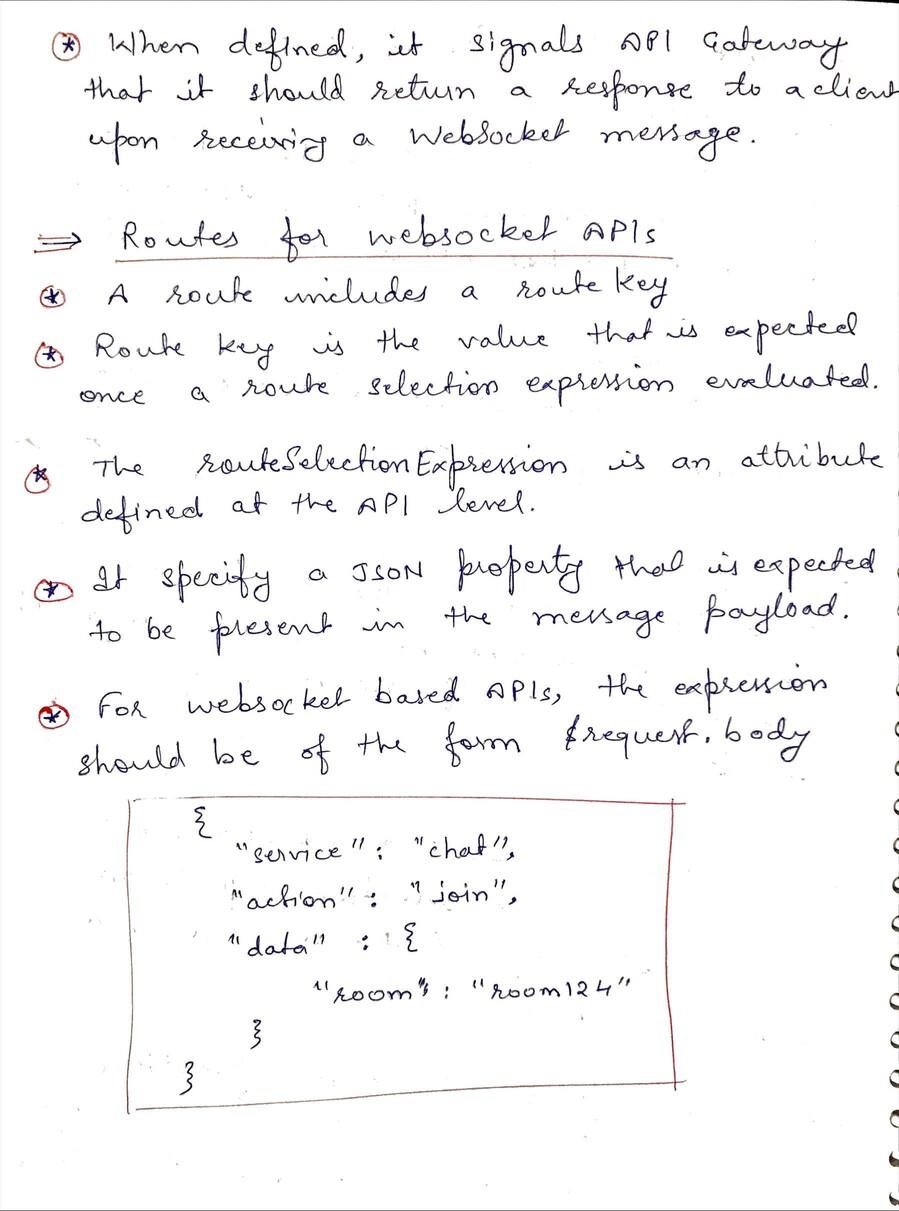 * When defined, it signals API Gateway
that it should return a response to a client
upon receiving a WebSocket message.
⇒ Routes for websocket APIs
* A route includes a route key
* Route key is the value that is expected
once a route selection expression evaluated.
* The routeSelectionExpression is an attribute
defined at the API level.
* It specify a JSON property that is expected
to be present in the message payload.
* For websocket based APIs, the expression
should be of the form $request.body
{
"service" : "chat",
"action" : "join",
"data" : {
"room" : "room124"
}
}